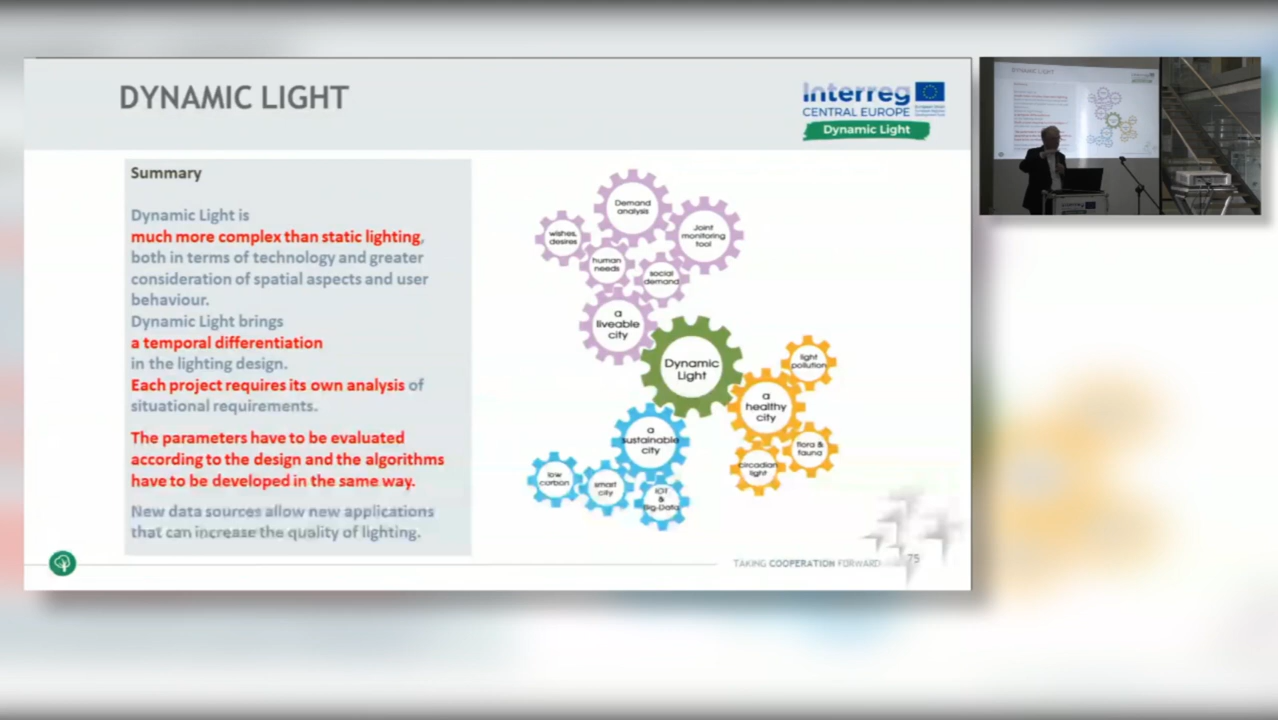 DYNAMIC LIGHT
Interreg
CENTRAL EUROPE
Dynamic Light
Summary
Dynamic Light is
much more complex than static lighting,
both in terms of technology and greater
consideration of spatial aspects and user
behaviour.
Dynamic Light brings
a temporal differentiation
in the lighting design.
Each project requires its own analysis of
situational requirements.
The parameters have to be evaluated
according to the design and the algorithms
have to be developed in the same way.
New data sources allow new applications
that can increase the quality of lighting.
Demand
analysis
wishes,
desires
Joint
monitoring
tool
human
needs
social
demand
a
liveable
city
Dynamic
Light
light
pollution
a
healthy
city
flora &
fauna
circadian
light
a
sustainable
city
low
carbon
smart
city
IOT
&
Big-Data
TAKING COOPERATION FORWARD
75
DYNAMIC LIGHT
Interreg